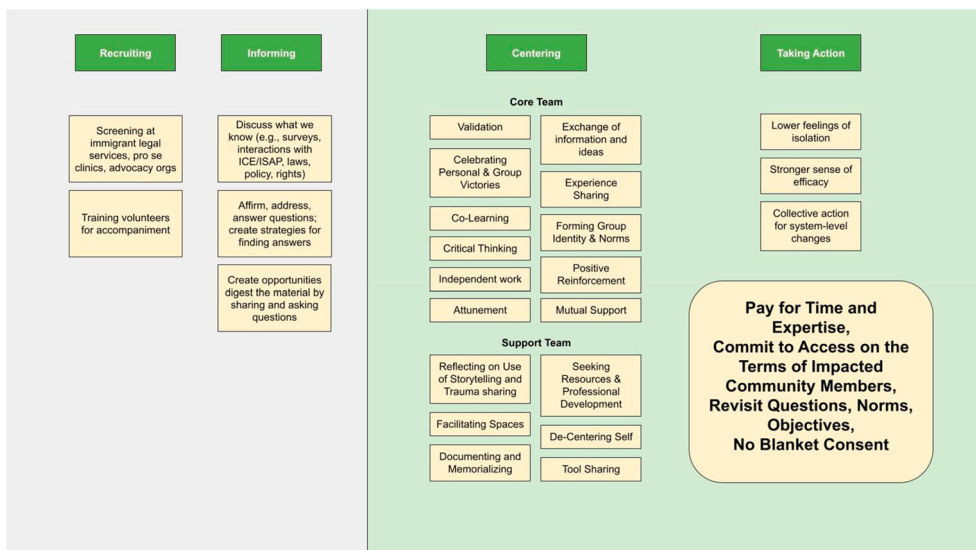 Recruiting
Informing
Centering
Taking Action
Screening at
immigrant legal
services, pro se
clinics, advocacy orgs
Training volunteers
for accompaniment
Discuss what we
know (e.g., surveys,
interactions with
ICE/ISAP, laws,
policy, rights)
Affirm, address,
answer questions;
create strategies for
finding answers
Create opportunities
digest the material by
sharing and asking
questions
Core Team
Validation
Celebrating
Personal & Group
Victories
Co-Learning
Critical Thinking
Independent work
Attunement
Exchange of
information and
ideas
Experience
Sharing
Forming Group
Identity & Norms
Positive
Reinforcement
Mutual Support
Support Team
Reflecting on Use
of Storytelling and
Trauma sharing
Facilitating Spaces
Documenting and
Memorializing
Seeking
Resources &
Professional
Development
De-Centering Self
Tool Sharing
Lower feelings of
isolation
Stronger sense of
efficacy
Collective action
for system-level
changes
Pay for Time and
Expertise,
Commit to Access on the
Terms of Impacted
Community Members,
Revisit Questions, Norms,
Objectives,
No Blanket Consent